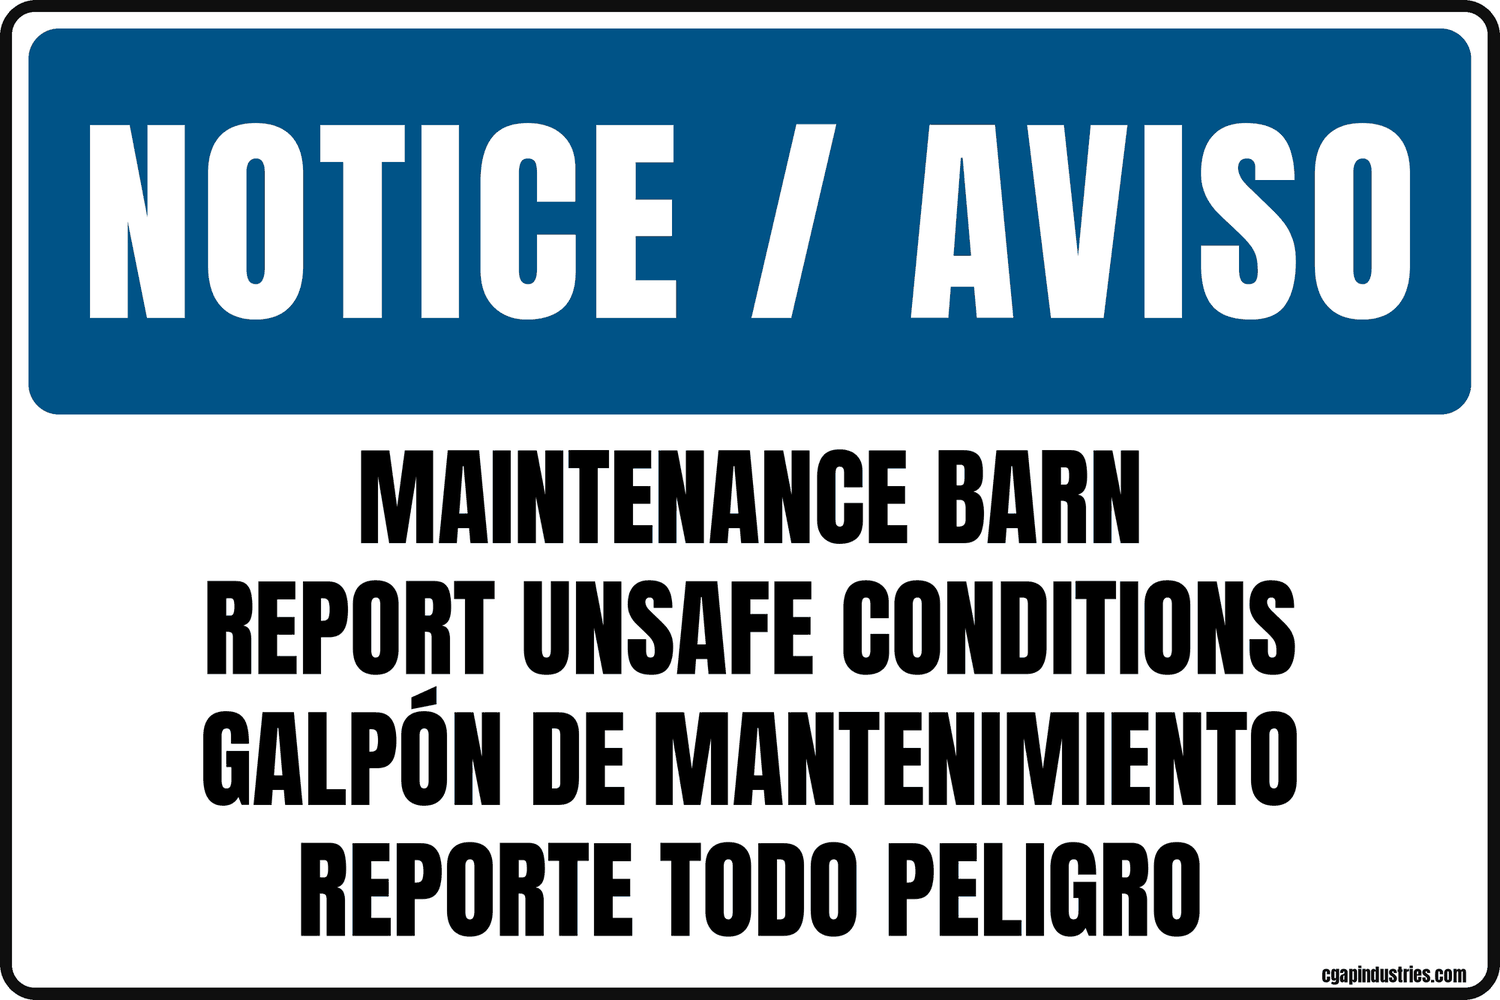 NOTICE / AVISO
MAINTENANCE BARN
REPORT UNSAFE CONDITIONS
GALPÓN DE MANTENIMIENTO
REPORTE TODO PELIGRO
cgapindustries.com